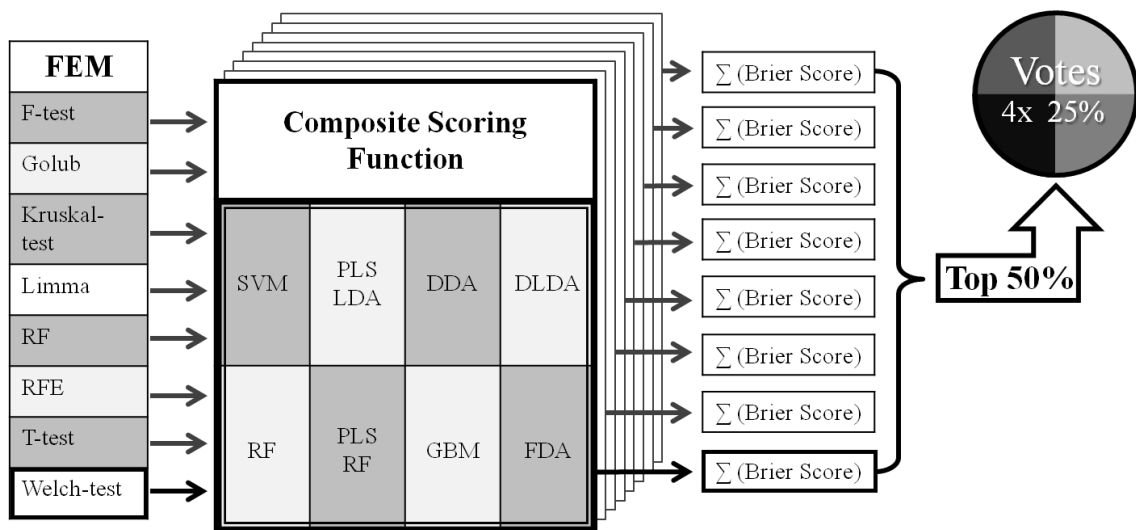 FEM
F-test
Golub
Kruskal-
test
Limma
RF
RFE
T-test
Welch-test
Composite Scoring
Function
SVM
PLS
LDA
DDA
DLDA
RF
PLS
RF
GBM
FDA
∑ (Brier Score)
∑ (Brier Score)
∑ (Brier Score)
∑ (Brier Score)
∑ (Brier Score)
∑ (Brier Score)
∑ (Brier Score)
∑ (Brier Score)
Top 50%
Votes
4x 25%